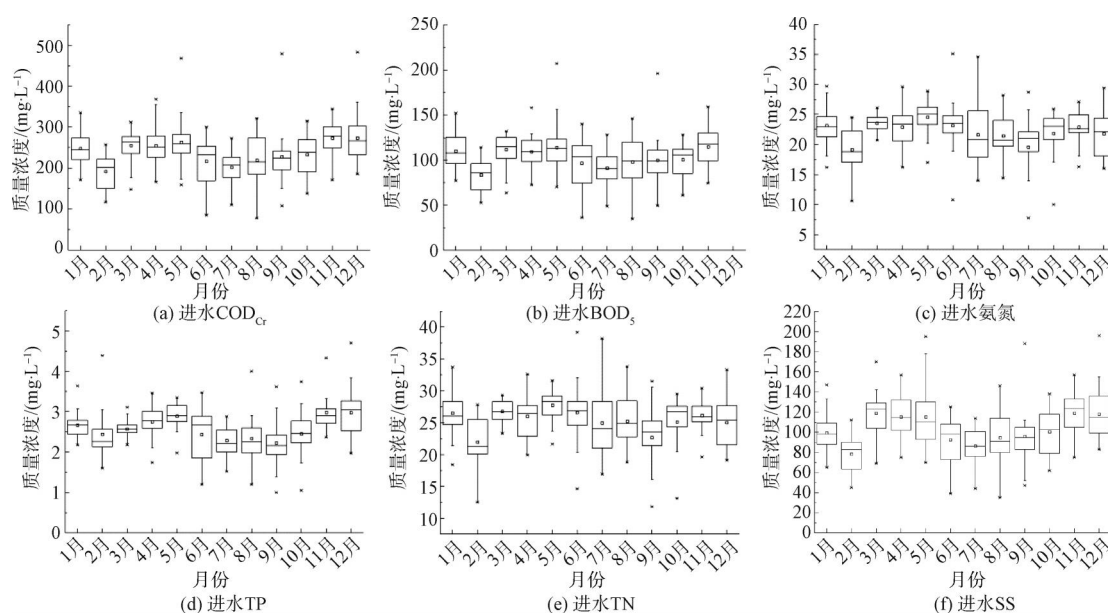 质量浓度/(mg·L⁻¹)
500
400
300
200
100
0
1月 2月 3月 4月 5月 6月 7月 8月 9月 10月 11月 12月
月份
(a) 进水COD_Cr
质量浓度/(mg·L⁻¹)
250
200
150
100
50
0
1月 2月 3月 4月 5月 6月 7月 8月 9月 10月 11月 12月
月份
(b) 进水BOD₅
质量浓度/(mg·L⁻¹)
40
35
30
25
20
15
10
5
1月 2月 3月 4月 5月 6月 7月 8月 9月 10月 11月 12月
月份
(c) 进水氨氮
质量浓度/(mg·L⁻¹)
5
4
3
2
1
0
1月 2月 3月 4月 5月 6月 7月 8月 9月 10月 11月 12月
月份
(d) 进水TP
质量浓度/(mg·L⁻¹)
40
35
30
25
20
15
10
1月 2月 3月 4月 5月 6月 7月 8月 9月 10月 11月 12月
月份
(e) 进水TN
质量浓度/(mg·L⁻¹)
220
200
180
160
140
120
100
80
60
40
20
0
1月 2月 3月 4月 5月 6月 7月 8月 9月 10月 11月 12月
月份
(f) 进水SS